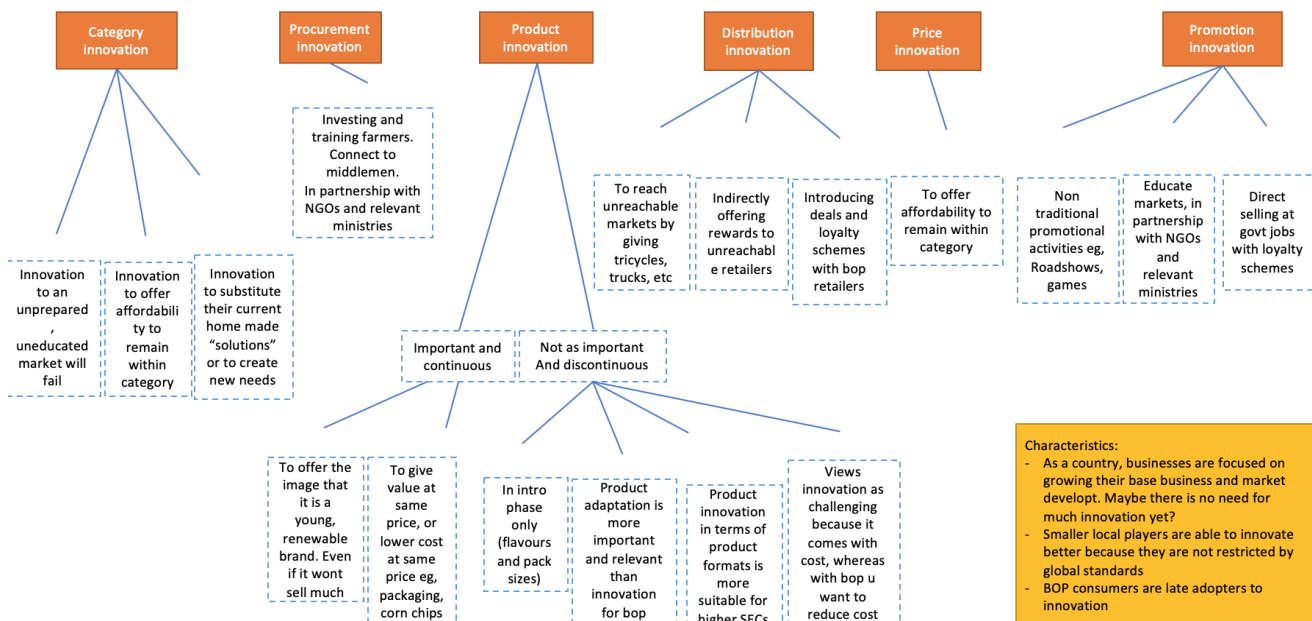 Category
innovation
Procurement
innovation
Product
innovation
Distribution
innovation
Price
innovation
Promotion
innovation
Investing and
training farmers.
Connect to
middlemen.
In partnership with
NGOs and relevant
ministries
To reach
unreachable
markets by
giving
tricycles,
trucks, etc
Indirectly
offering
rewards to
unreachabl
e retailers
Introducing
deals and
loyalty
schemes
with bop
retailers
To offer
affordability to
remain within
category
Non
traditional
promotional
activities eg,
Roadshows,
games
Educate
markets, in
partnership
with NGOs
and
relevant
ministries
Direct
selling at
govt jobs
with loyalty
schemes
Innovation
to an
unprepared
,
uneducated
market will
fail
Innovation
to offer
affordabili
ty to
remain
within
category
Innovation
to substitute
their current
home made
“solutions”
or to create
new needs
Important and
continuous
Not as important
And discontinuous
To offer the
image that
it is a
young,
renewable
brand. Even
if it wont
sell much
To give
value at
same
price, or
lower cost
at same
price eg,
packaging,
corn chips
In intro
phase only
(flavours
and pack
sizes)
Product
adaptation is
more
important
and relevant
than
innovation
for bop
Product
innovation
in terms of
product
formats is
more
suitable for
higher SECs
Views
innovation as
challenging
because it
comes with
cost, whereas
with bop u
want to
reduce cost
Characteristics:
- As a country, businesses are focused on
growing their base business and market
developt. Maybe there is no need for
much innovation yet?
- Smaller local players are able to innovate
better because they are not restricted by
global standards
- BOP consumers are late adopters to
innovation